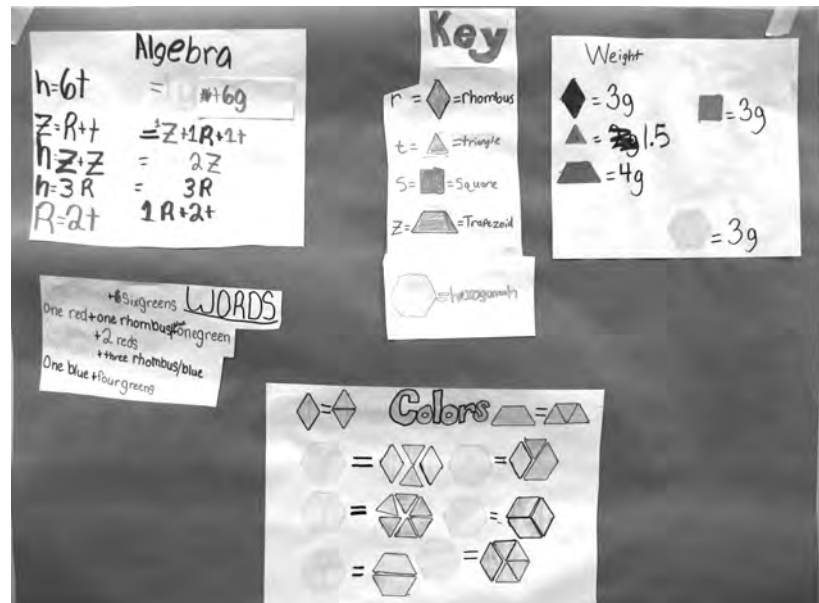 Algebra
h=6t =
+6g
Z=R+t =1Z+1R+1t
h=Z+Z = 2Z
h=3R = 3R
R=2t 1R+2t
Key
r = =rhombus
t= =triangle
S= =Square
Z= =Trapezoid
Weight
=3g
=3g
= 1.5
=4g
=3g
+6 Sixgreens WORDS
One red+one rhombus onegreen
+2 reds
+three rhombus/blue
One blue+four greens
= Colors =
= =
= =
= =